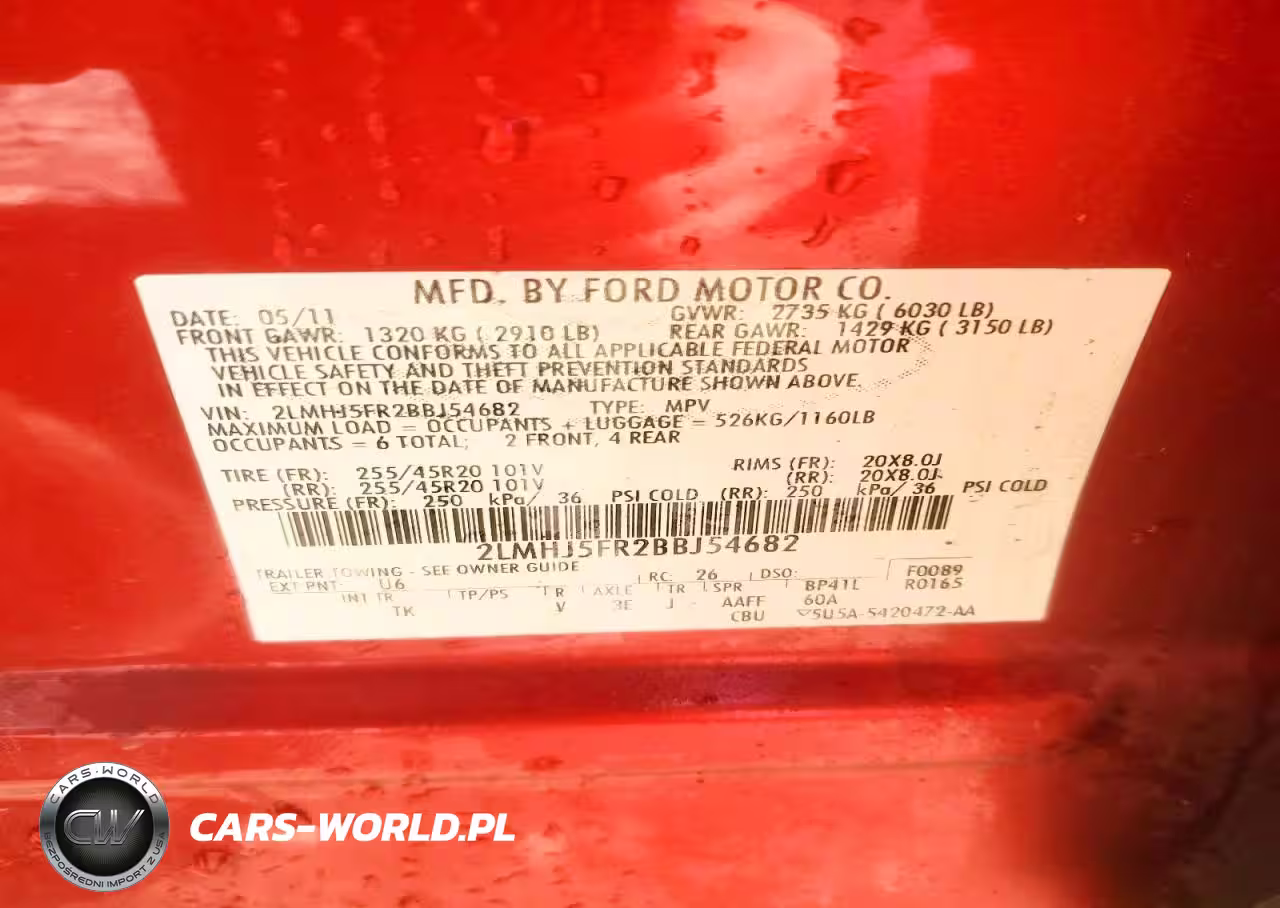 MFD. BY FORD MOTOR CO.
DATE: 05/11 GVWR: 2735 KG ( 6030 LB)
FRONT GAWR: 1320 KG ( 2910 LB) REAR GAWR: 1429 KG ( 3150 LB)
THIS VEHICLE CONFORMS TO ALL APPLICABLE FEDERAL MOTOR
VEHICLE SAFETY AND THEFT PREVENTION STANDARDS
IN EFFECT ON THE DATE OF MANUFACTURE SHOWN ABOVE.
VIN: 2LMHJ5FR2BBJ54682 TYPE: MPV
MAXIMUM LOAD = OCCUPANTS + LUGGAGE = 526KG/1160LB
OCCUPANTS = 6 TOTAL; 2 FRONT, 4 REAR
TIRE (FR): 255/45R20 101V RIMS (FR): 20X8.0J
(RR): 255/45R20 101V (RR): 20X8.0J
PRESSURE (FR): 250 kPa/ 36 PSI COLD (RR): 250 kPa/ 36 PSI COLD
2LMHJ5FR2BBJ54682
TRAILER TOWING - SEE OWNER GUIDE
EXT PNT: U6 RC: 26 DSO: F0089
INT TR TP/PS R AXLE TR SPR BP41L R0165
TK V 3E J - AAFF 60A
CBU ▽5U5A-5420472-AA
CARS-WORLD
CW
BEZPOŚREDNI IMPORT Z USA
CARS-WORLD.PL